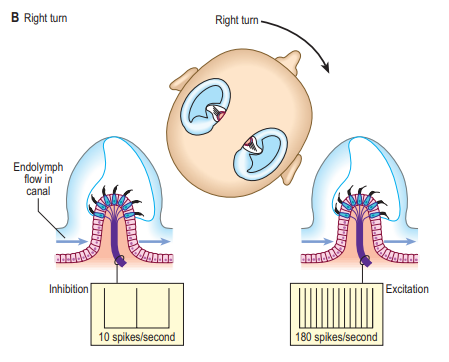 B Right turn
Right turn
Endolymph
flow in
canal
Inhibition
10 spikes/second
Excitation
180 spikes/second